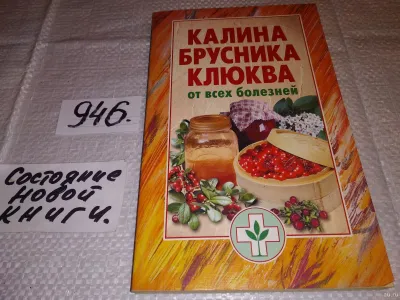 КАЛИНА
БРУСНИКА
КЛЮКВА
от всех болезней
946.
Состояние
новой
книги.